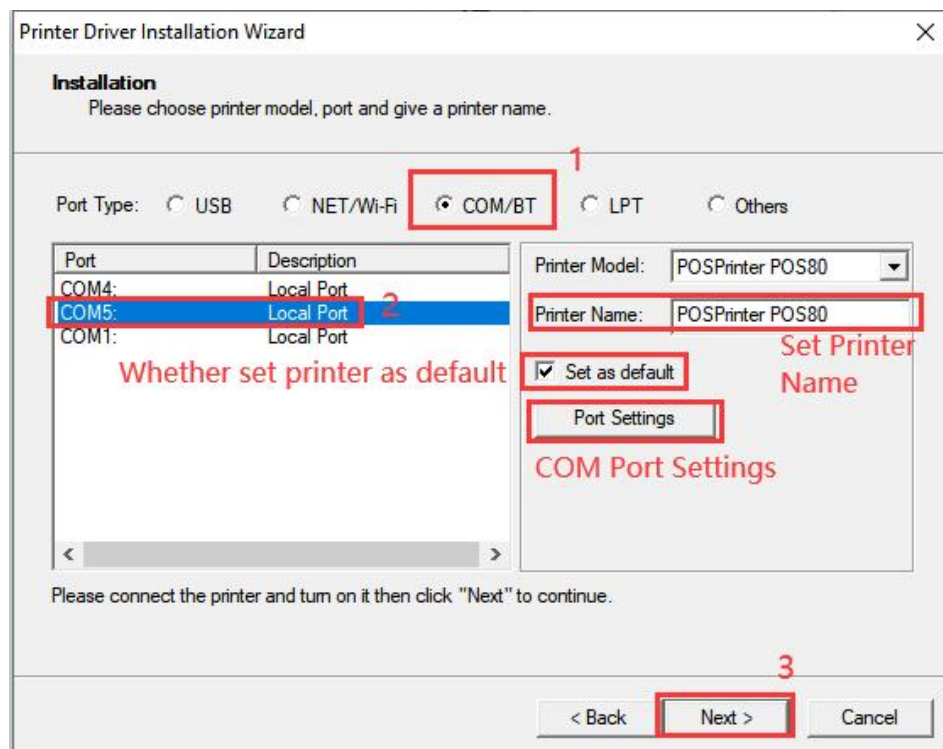 Printer Driver Installation Wizard
Installation
Please choose printer model, port and give a printer name.
1
Port Type: USB NET/Wi-Fi COM/BT LPT Others
Port Description
COM4: Local Port
COM5: Local Port 2
COM1: Local Port
Whether set printer as default
Printer Model: POSPrinter POS80
Printer Name: POSPrinter POS80
Set Printer
Name
Set as default
Port Settings
COM Port Settings
Please connect the printer and turn on it then click "Next" to continue.
3
< Back Next > Cancel